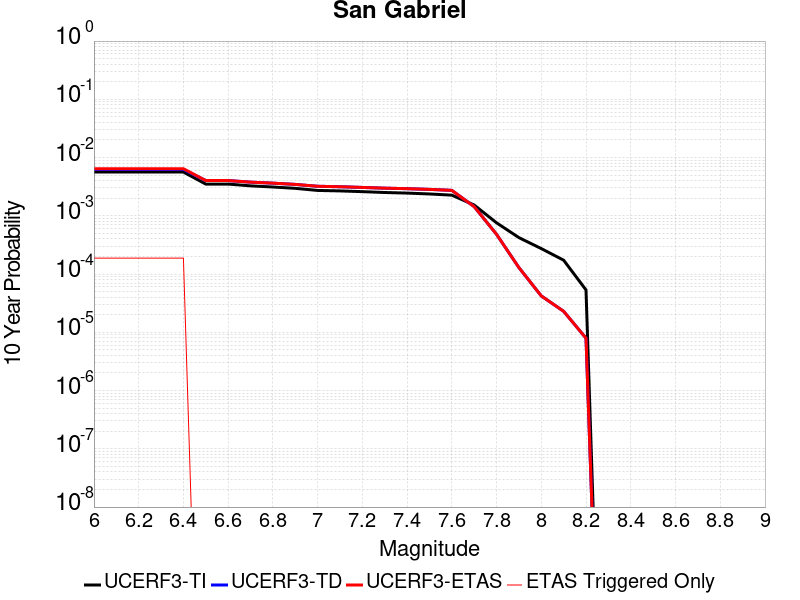 San Gabriel
10 Year Probability
10^0
10^-1
10^-2
10^-3
10^-4
10^-5
10^-6
10^-7
10^-8
6 6.2 6.4 6.6 6.8 7 7.2 7.4 7.6 7.8 8 8.2 8.4 8.6 8.8 9
Magnitude
UCERF3-TI UCERF3-TD UCERF3-ETAS ETAS Triggered Only